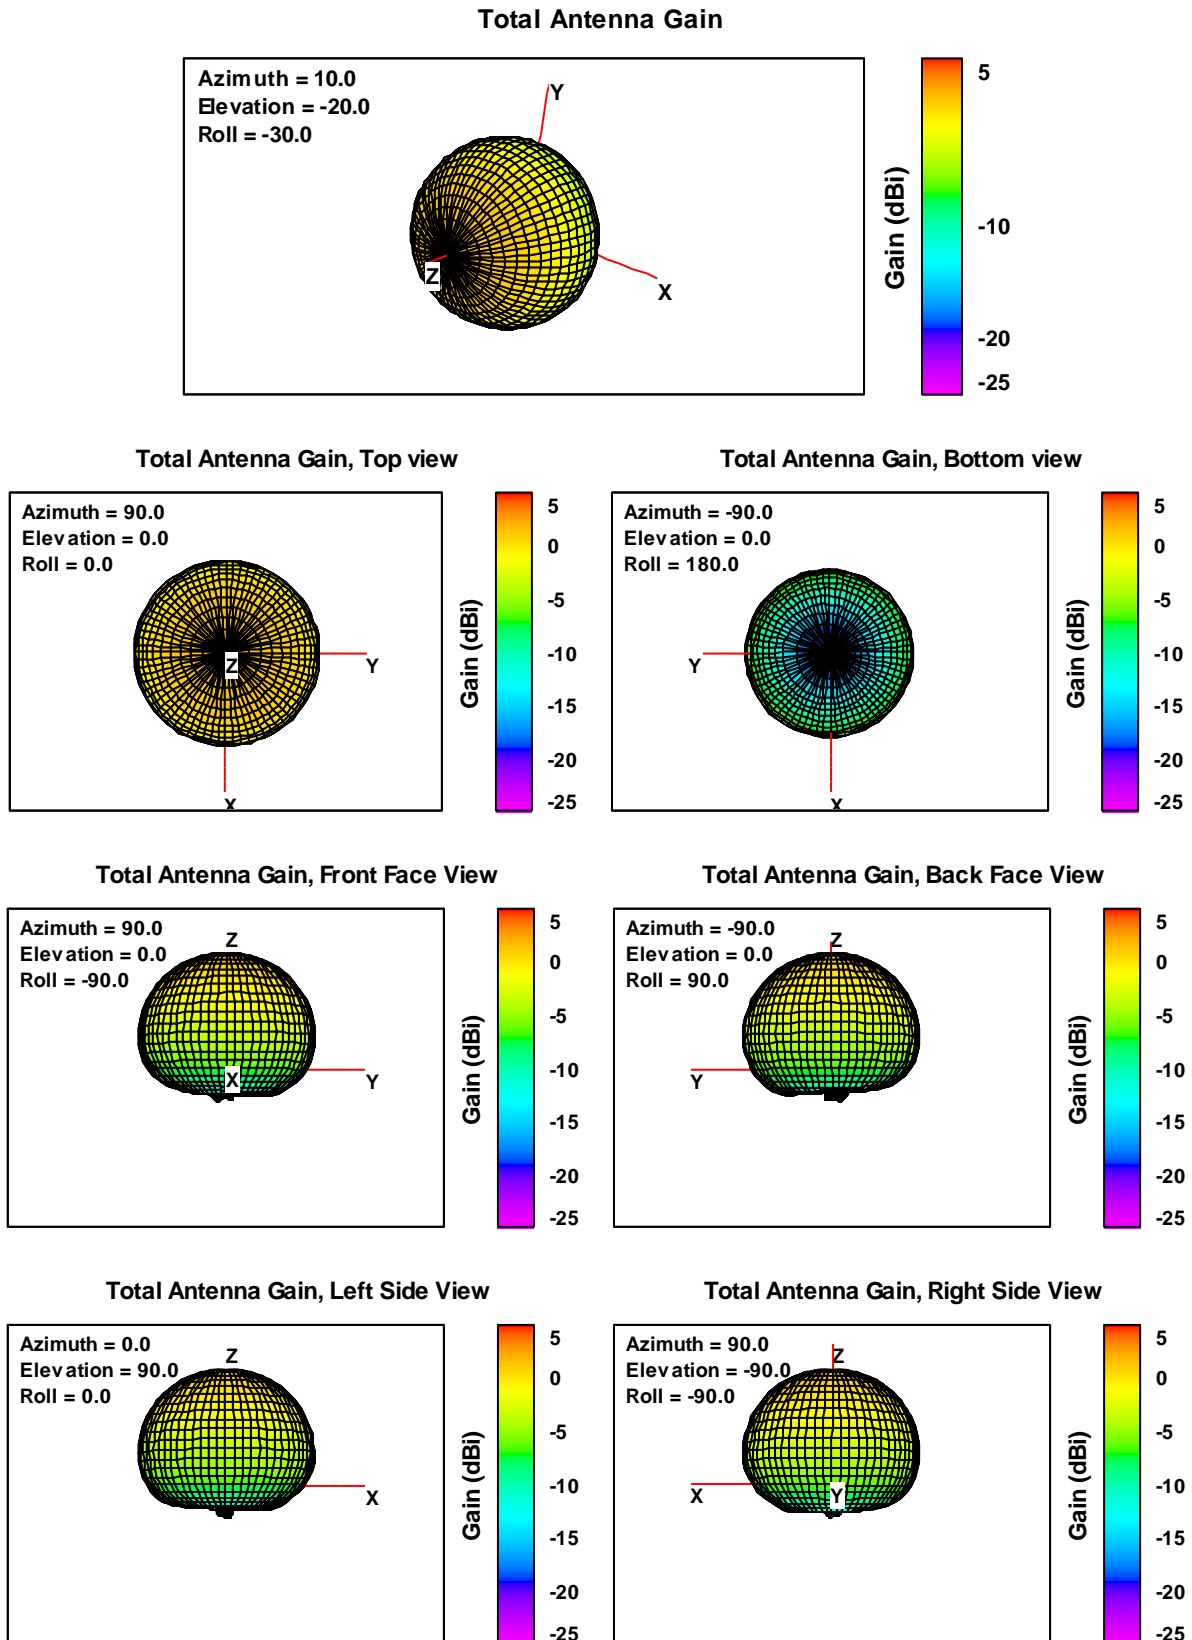 Total Antenna Gain
Azimuth = 10.0
Elevation = -20.0
Roll = -30.0
Y
Z
X
Gain (dBi)
5
-10
-20
-25
Total Antenna Gain, Top view
Azimuth = 90.0
Elevation = 0.0
Roll = 0.0
Z
Y
X
Gain (dBi)
5
0
-5
-10
-15
-20
-25
Total Antenna Gain, Bottom view
Azimuth = -90.0
Elevation = 0.0
Roll = 180.0
Y
X
Gain (dBi)
5
0
-5
-10
-15
-20
-25
Total Antenna Gain, Front Face View
Azimuth = 90.0
Elevation = 0.0
Roll = -90.0
Z
X
Y
Gain (dBi)
5
0
-5
-10
-15
-20
-25
Total Antenna Gain, Back Face View
Azimuth = -90.0
Elevation = 0.0
Roll = 90.0
Z
Y
Gain (dBi)
5
0
-5
-10
-15
-20
-25
Total Antenna Gain, Left Side View
Azimuth = 0.0
Elevation = 90.0
Roll = 0.0
Z
X
Gain (dBi)
5
0
-5
-10
-15
-20
-25
Total Antenna Gain, Right Side View
Azimuth = 90.0
Elevation = -90.0
Roll = -90.0
Z
X
Y
Gain (dBi)
5
0
-5
-10
-15
-20
-25